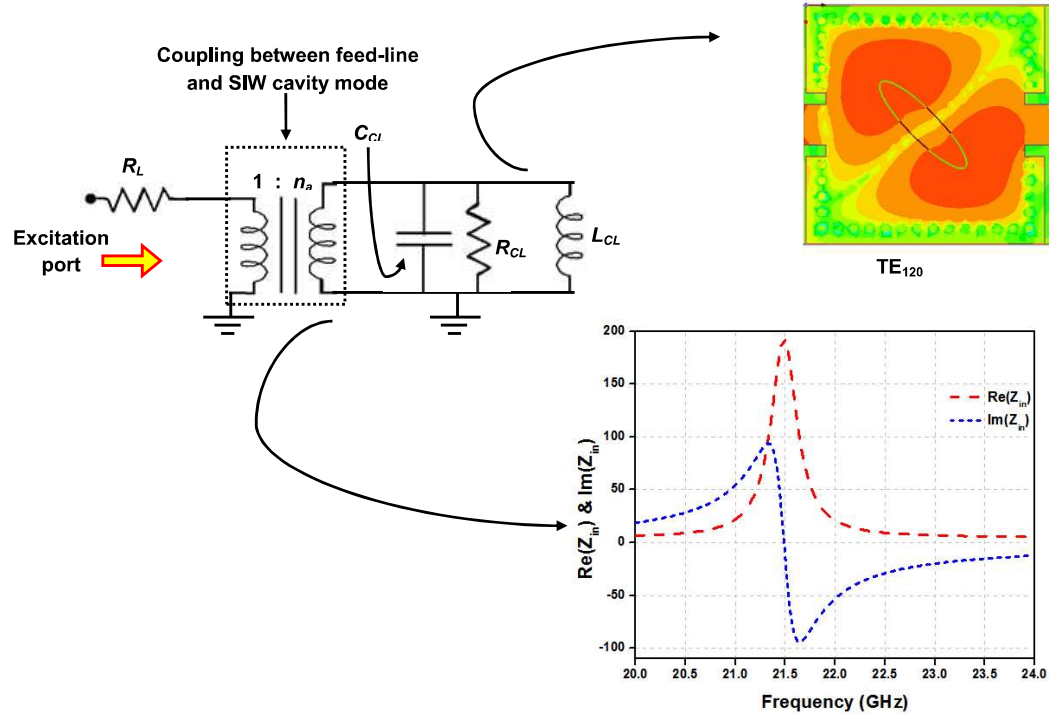 Coupling between feed-line
and SIW cavity mode
C_CL
R_L
1 : n_a
R_CL
L_CL
Excitation
port
TE_120
200
150
100
50
0
-50
-100
Re(Z_in) & Im(Z_in)
Re(Z_in)
Im(Z_in)
20.0 20.5 21.0 21.5 22.0 22.5 23.0 23.5 24.0
Frequency (GHz)